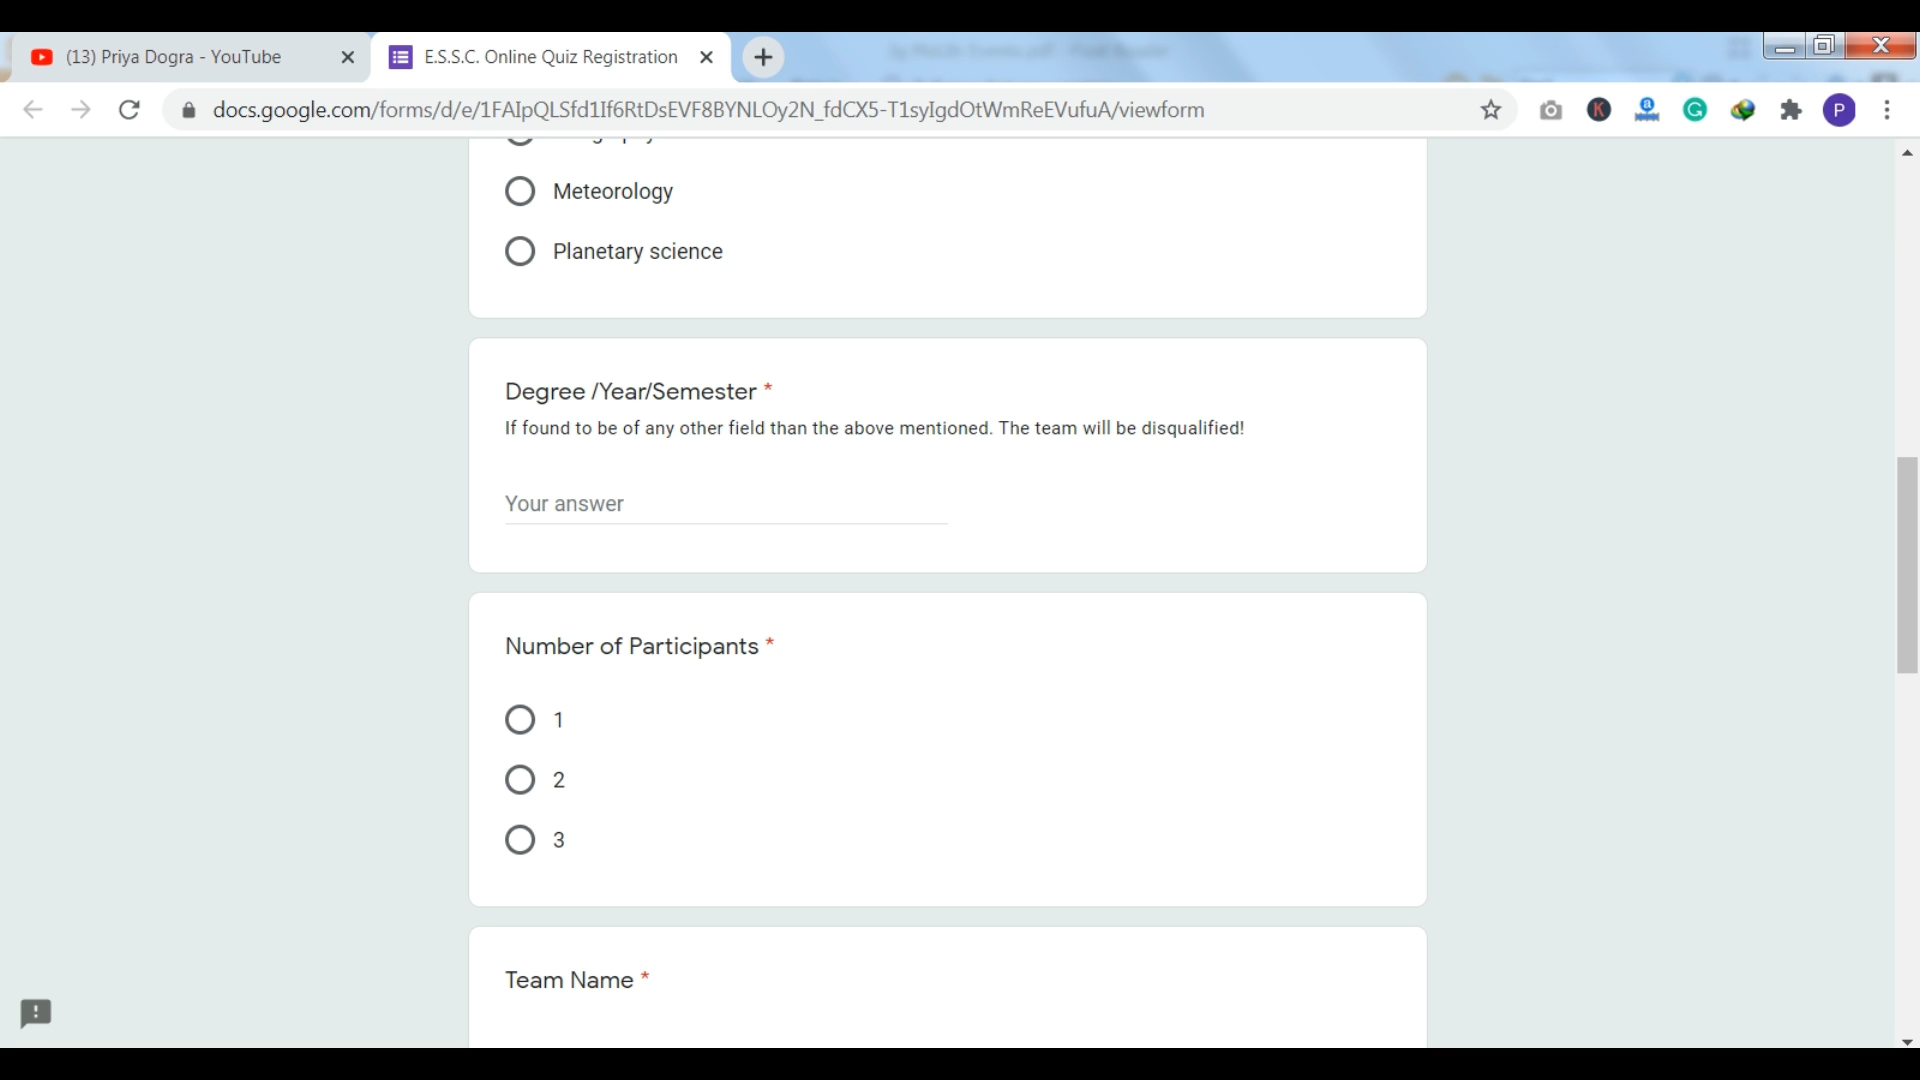 (13) Priya Dogra - YouTube
E.S.S.C. Online Quiz Registration
docs.google.com/forms/d/e/1FAIpQLSfd1If6RtDsEVF8BYNLOy2N_fdCX5-T1syIgdOtWmReEVufuA/viewform
P
Meteorology
Planetary science
Degree /Year/Semester *
If found to be of any other field than the above mentioned. The team will be disqualified!
Your answer
Number of Participants *
1
2
3
Team Name *